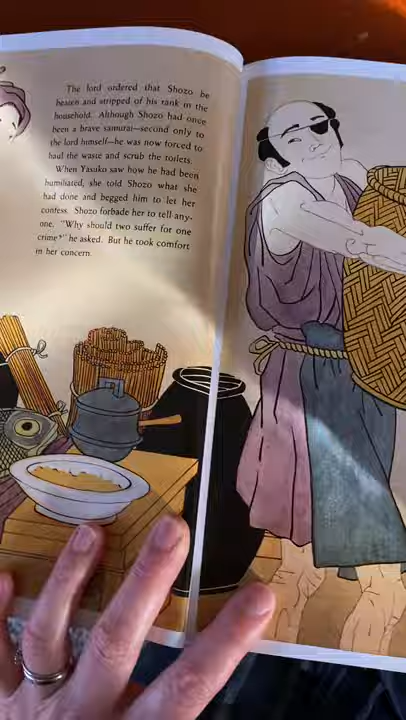 The lord ordered that Shozo be
beaten and stripped of his rank in the
household. Although Shozo had once
been a brave samurai—second only to
the lord himself—he was now forced to
haul the waste and scrub the toilets.
When Yasuko saw how he had been
humiliated, she told Shozo what she
had done and begged him to let her
confess. Shozo forbade her to tell any-
one. "Why should two suffer for one
crime?" he asked. But he took comfort
in her concern.